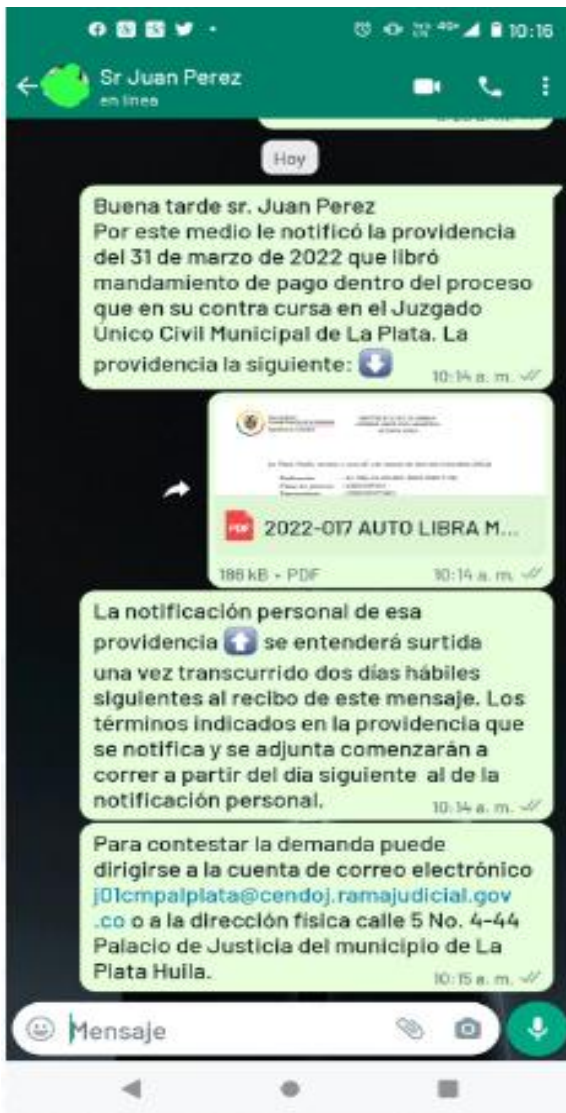 10:16
Sr Juan Perez
en línea
Hoy
Buena tarde sr. Juan Perez
Por este medio le notificó la providencia
del 31 de marzo de 2022 que libró
mandamiento de pago dentro del proceso
que en su contra cursa en el Juzgado
Único Civil Municipal de La Plata. La
providencia la siguiente: ⬇️
10:14 a. m.
PDF 2022-017 AUTO LIBRA M...
186 kB • PDF 10:14 a. m.
La notificación personal de esa
providencia ⬆️ se entenderá surtida
una vez transcurrido dos días hábiles
siguientes al recibo de este mensaje. Los
términos indicados en la providencia que
se notifica y se adjunta comenzarán a
correr a partir del día siguiente al de la
notificación personal.
10:14 a. m.
Para contestar la demanda puede
dirigirse a la cuenta de correo electrónico
j01cmpalplata@cendoj.ramajudicial.gov
.co o a la dirección física calle 5 No. 4-44
Palacio de Justicia del municipio de La
Plata Huila.
10:15 a. m.
Mensaje